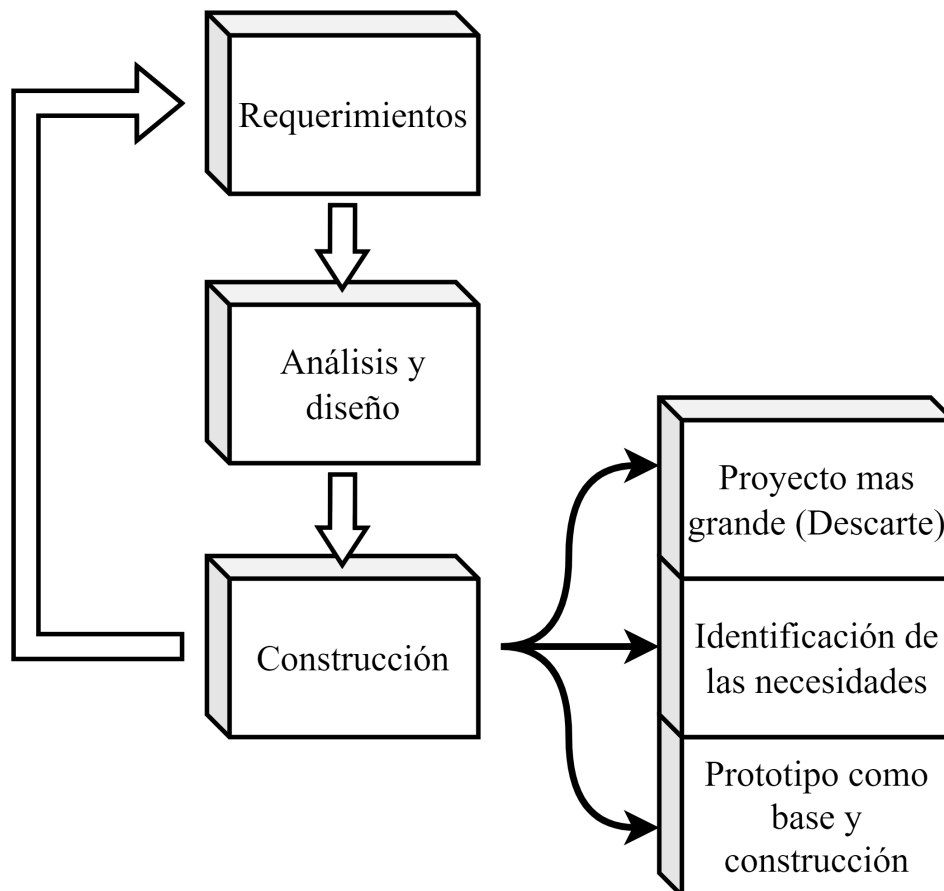 Requerimientos
Análisis y
diseño
Construcción
Proyecto mas
grande (Descarte)
Identificación de
las necesidades
Prototipo como
base y
construcción